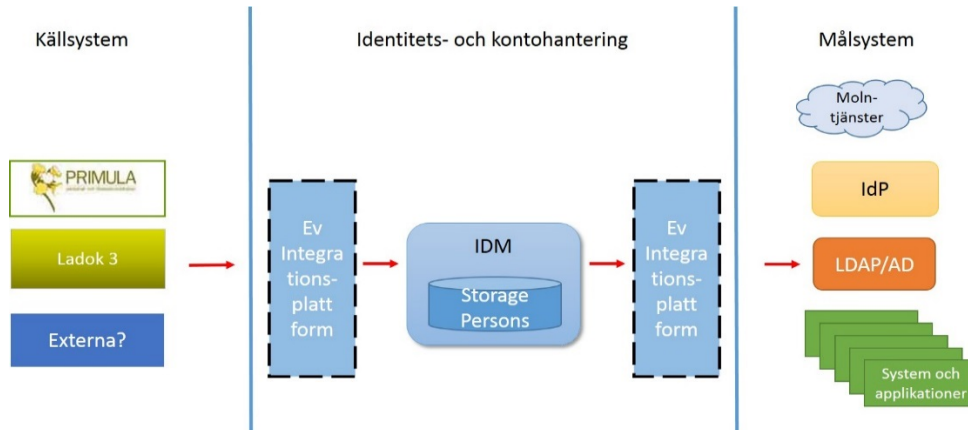 Källsystem
Identitets- och kontohantering
Målsystem
PRIMULA
Ladok 3
Externa?
Ev
Integra
tions-
platt
form
IDM
Storage
Persons
Ev
Integra
tions-
platt
form
Moln-
tjänster
IdP
LDAP/AD
System och
applikationer